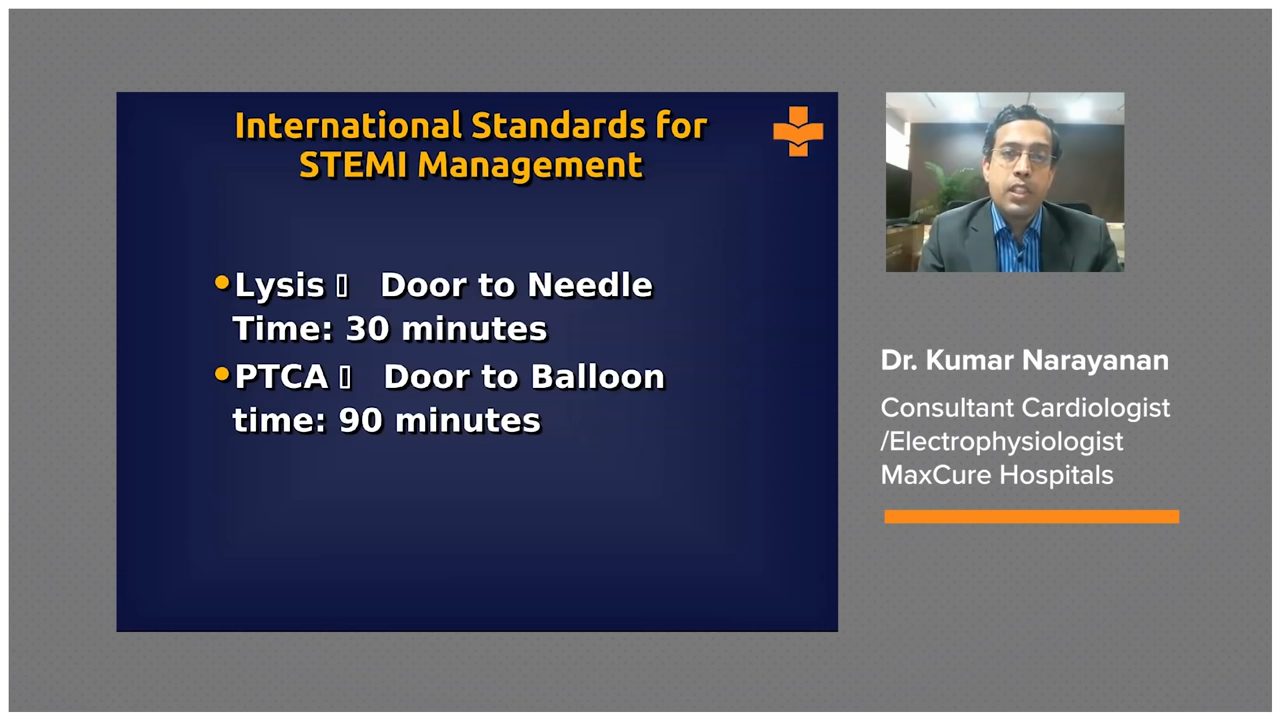 International Standards for
STEMI Management
•Lysis ▯ Door to Needle
Time: 30 minutes
•PTCA ▯ Door to Balloon
time: 90 minutes
Dr. Kumar Narayanan
Consultant Cardiologist
/Electrophysiologist
MaxCure Hospitals